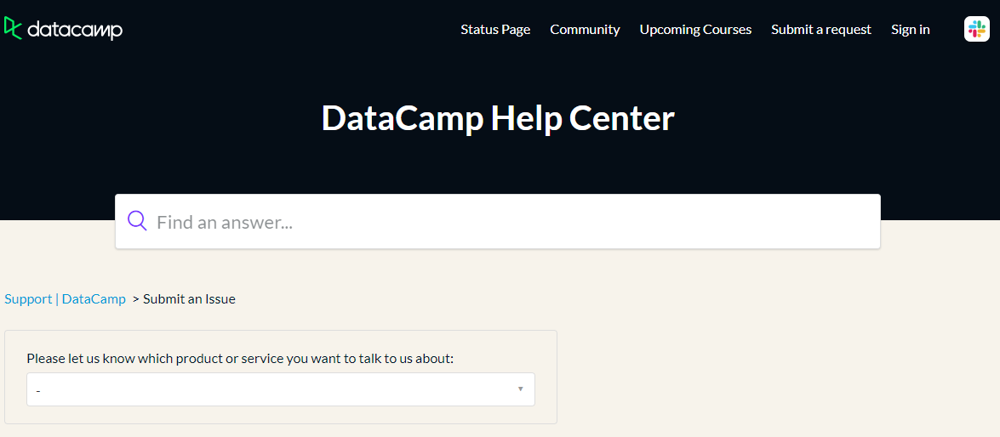 datacamp
Status Page Community Upcoming Courses Submit a request Sign in
DataCamp Help Center
Find an answer...
Support | DataCamp > Submit an Issue
Please let us know which product or service you want to talk to us about:
-